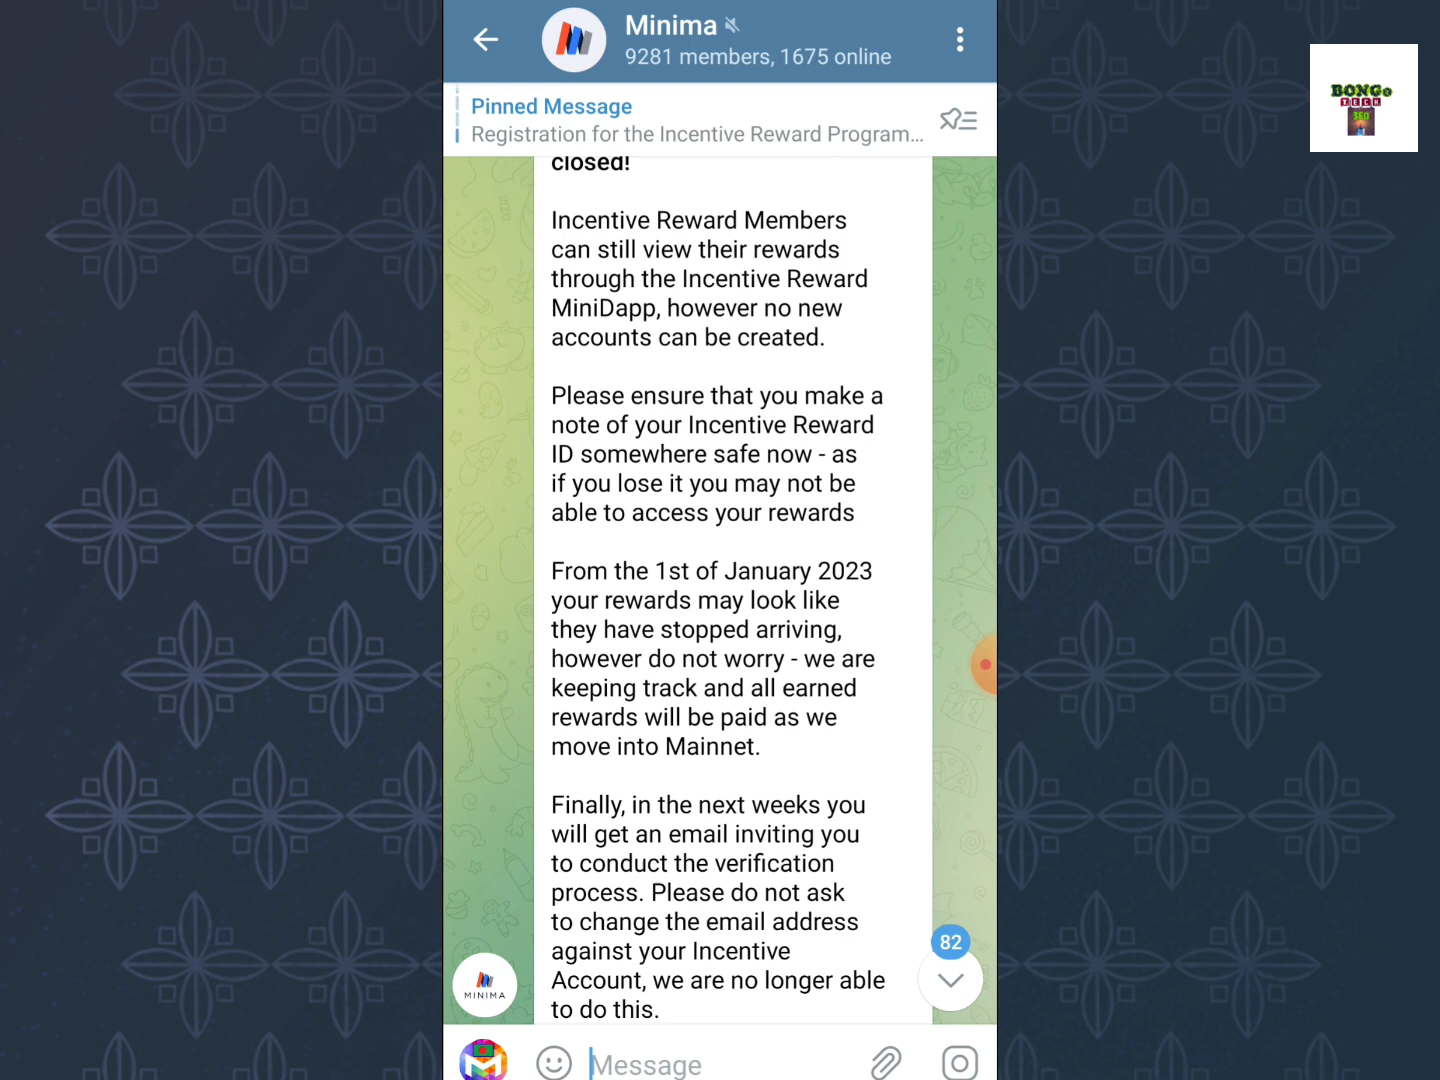 Minima
9281 members, 1675 online
BONGo
TECH
360
Pinned Message
Registration for the Incentive Reward Program...
closed!
Incentive Reward Members
can still view their rewards
through the Incentive Reward
MiniDapp, however no new
accounts can be created.
Please ensure that you make a
note of your Incentive Reward
ID somewhere safe now - as
if you lose it you may not be
able to access your rewards
From the 1st of January 2023
your rewards may look like
they have stopped arriving,
however do not worry - we are
keeping track and all earned
rewards will be paid as we
move into Mainnet.
Finally, in the next weeks you
will get an email inviting you
to conduct the verification
process. Please do not ask
to change the email address
against your Incentive
Account, we are no longer able
to do this.
82
MINIMA
Message